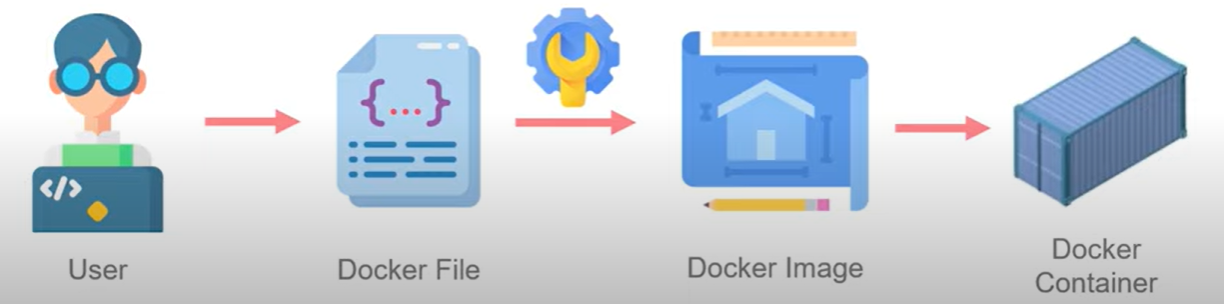 </>
{...}
User
Docker File
Docker Image
Docker
Container